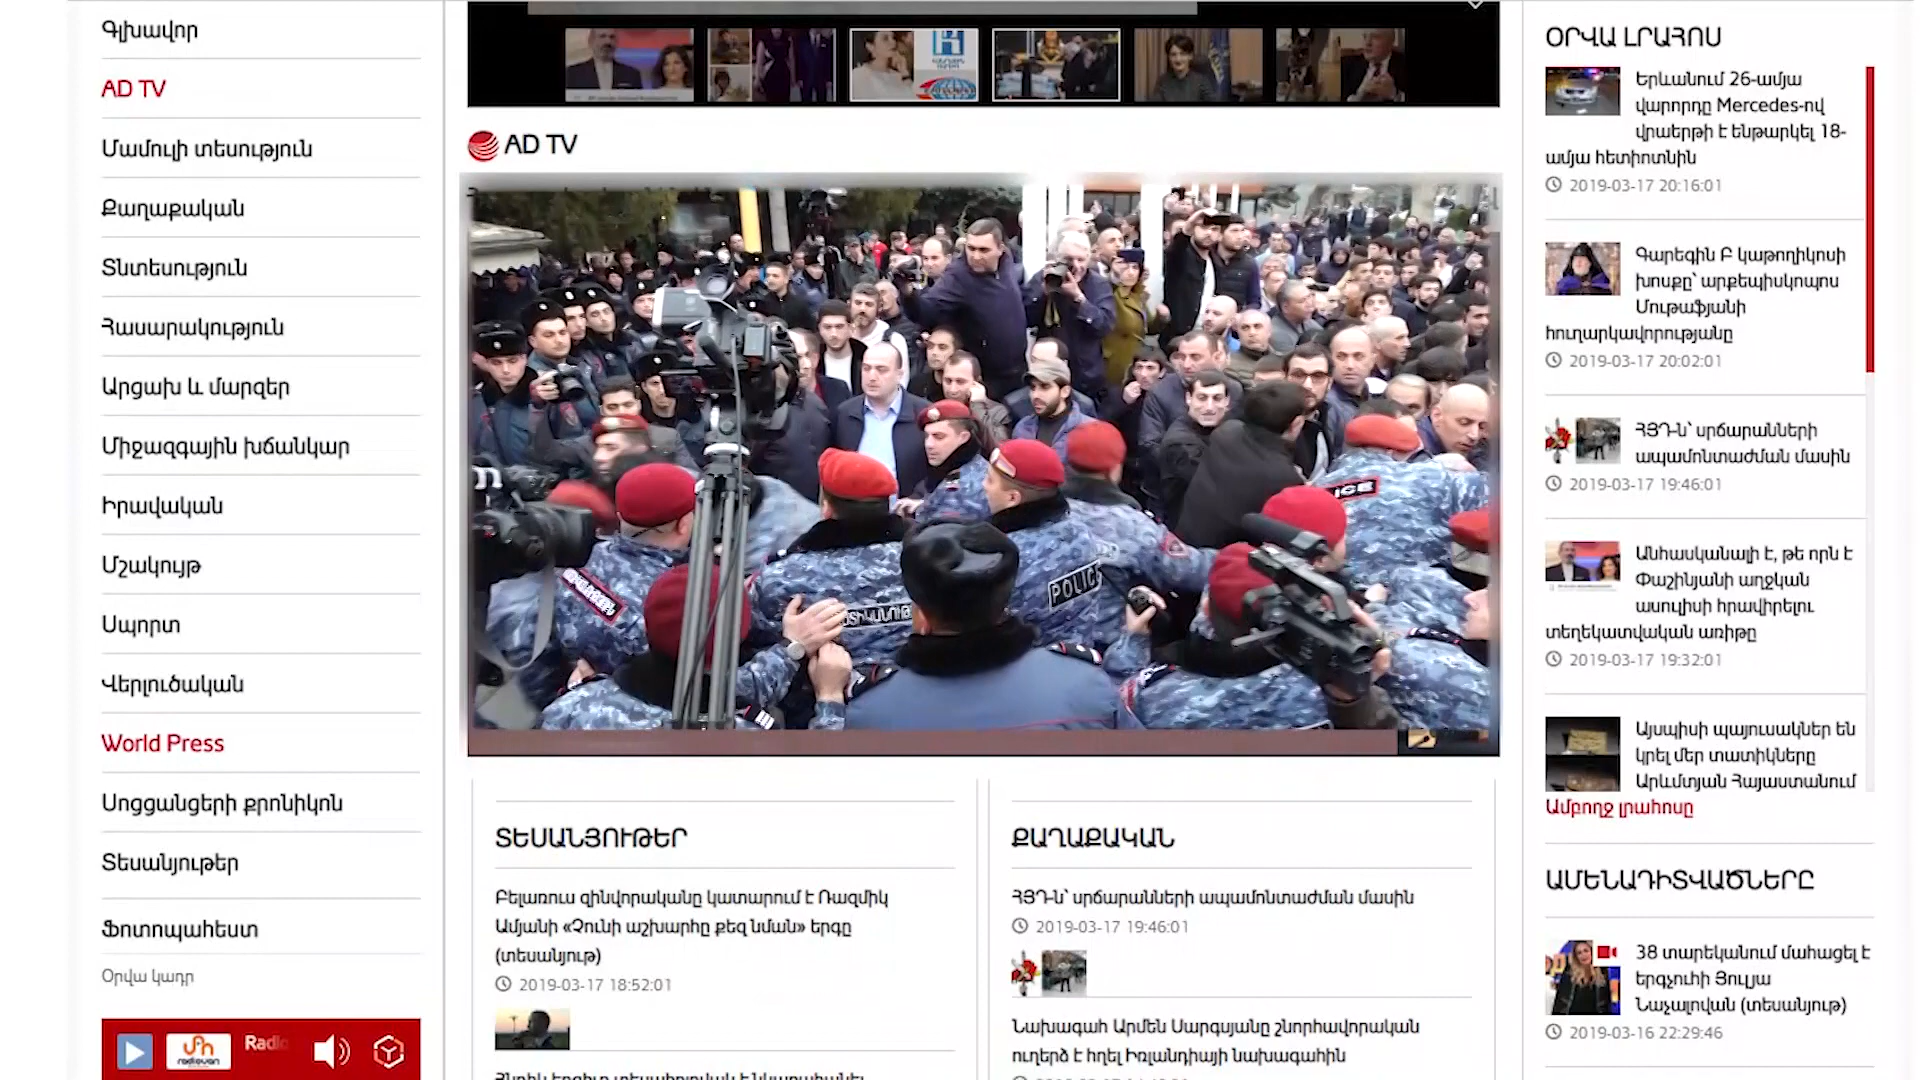 Գլխավոր
AD TV
Մամուլի տեսություն
Քաղաքական
Տնտեսություն
Հասարակություն
Արցախ և մարզեր
Միջազգային խճանկար
Իրավական
Մշակույթ
Սպորտ
Վերլուծական
World Press
Սոցցանցերի քրոնիկոն
Տեսանյութեր
Ֆոտոպահեստ
Օրվա կադր
radiovan
Radio
AD TV
POLICE
ՏԵՍԱՆՅՈՒԹԵՐ
Բելառուս զինվորականը կատարում է Ռազմիկ
Ամյանի «Չունի աշխարհը քեզ նման» երգը
(տեսանյութ)
2019-03-17 18:52:01
ՔԱՂԱՔԱԿԱՆ
ՀՅԴ-ն՝ սրճարանների ապամոնտաժման մասին
2019-03-17 19:46:01
Նախագահ Արմեն Սարգսյանը շնորհավորական
ուղերձ է հղել Իռլանդիայի նախագահին
ՕՐՎԱ ԼՐԱՀՈՍ
Երևանում 26-ամյա
վարորդը Mercedes-ով
վրաերթի է ենթարկել 18-
ամյա հետիոտնին
2019-03-17 20:16:01
Գարեգին Բ կաթողիկոսի
խոսքը՝ արքեպիսկոպոս
Մութաֆյանի
հուղարկավորությանը
2019-03-17 20:02:01
ՀՅԴ-ն՝ սրճարանների
ապամոնտաժման մասին
2019-03-17 19:46:01
Անհասկանալի է, թե որն է
Փաշինյանի աղջկան
ասուլիսի հրավիրելու
տեղեկատվական առիթը
2019-03-17 19:32:01
Այսպիսի պայուսակներ են
կրել մեր տատիկները
Արևմտյան Հայաստանում
Ամբողջ լրահոսը
ԱՄԵՆԱԴԻՏՎԱԾՆԵՐԸ
38 տարեկանում մահացել է
երգչուհի Յուլյա
Նաչալովան (տեսանյութ)
2019-03-16 22:29:46